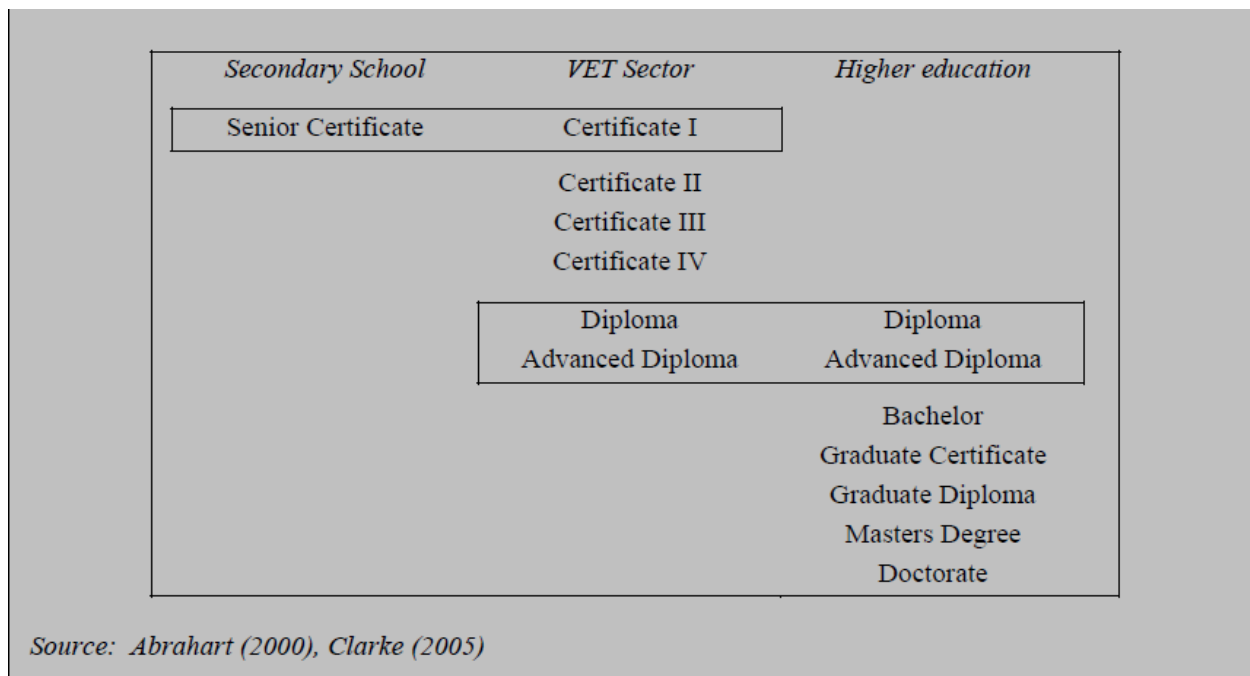 Secondary School VET Sector Higher education
Senior Certificate Certificate I
Certificate II
Certificate III
Certificate IV
Diploma Diploma
Advanced Diploma Advanced Diploma
Bachelor
Graduate Certificate
Graduate Diploma
Masters Degree
Doctorate
Source: Abrahart (2000), Clarke (2005)